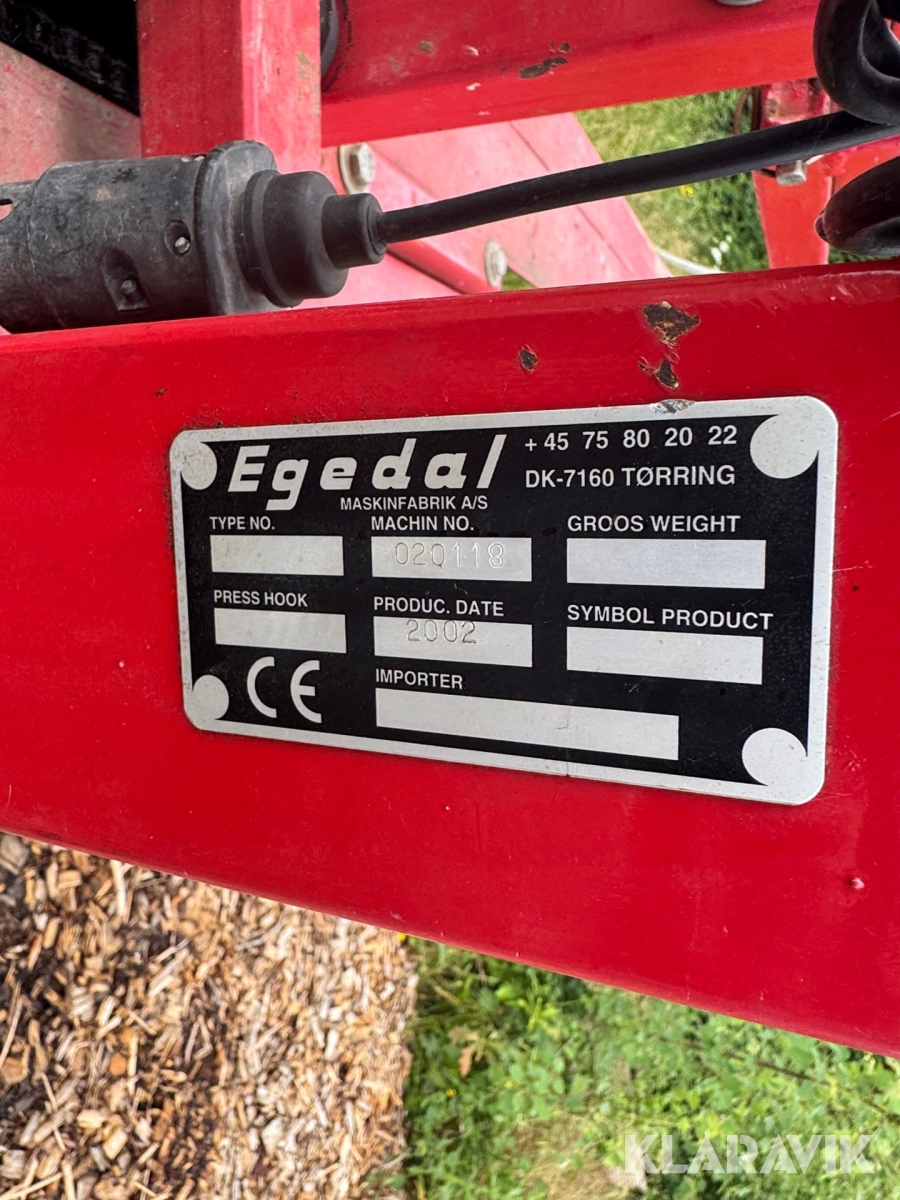 Egedal
MASKINFABRIK A/S
+45 75 80 20 22
DK-7160 TØRRING
TYPE NO. MACHIN NO. GROOS WEIGHT
020118
PRESS HOOK PRODUC. DATE SYMBOL PRODUCT
2002
CE IMPORTER
KLARAVIK